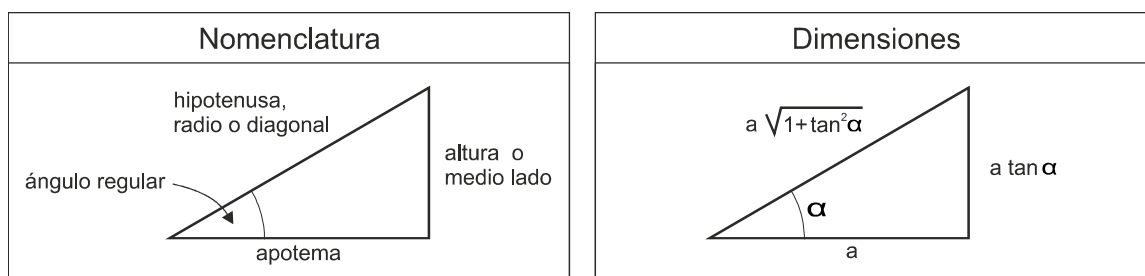 Nomenclatura
hipotenusa,
radio o diagonal
altura o
medio lado
ángulo regular
apotema
Dimensiones
a √1+tan²α
a tan α
α
a